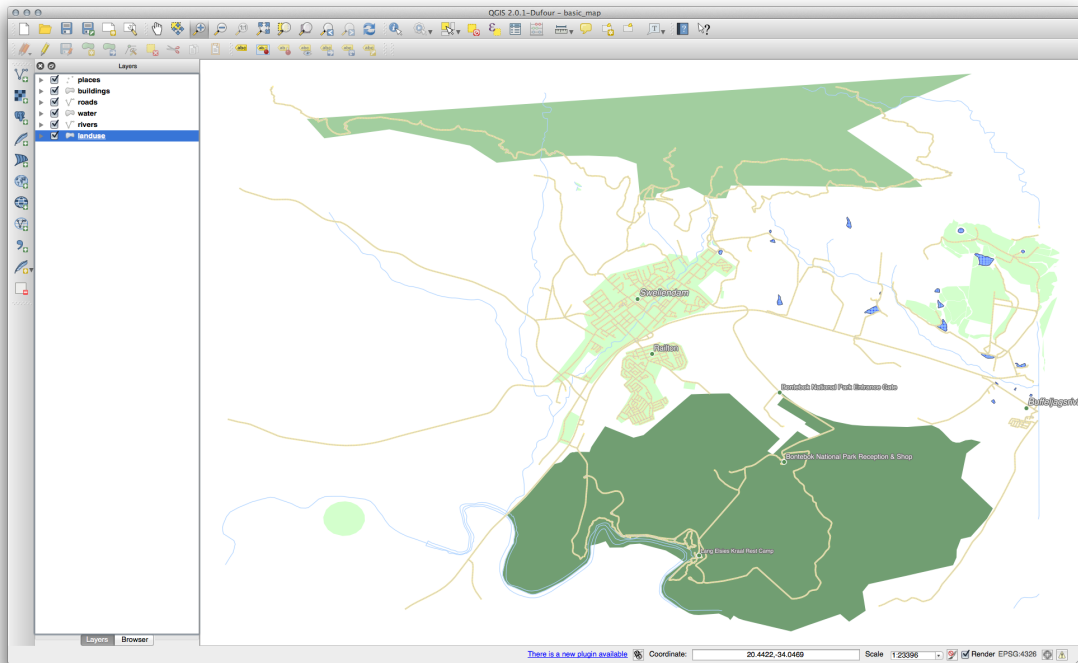 QGIS 2.0.1-Dufour - basic_map
Layers
places
buildings
roads
water
rivers
landuse
Swellendam
Railton
Bontebok National Park Entrance Gate
Bontebok National Park Reception & Shop
Lang Elsies Kraal Rest Camp
Layers
Browser
There is a new plugin available
Coordinate:
20.4422,-34.0469
Scale
1:23396
Render
EPSG:4326